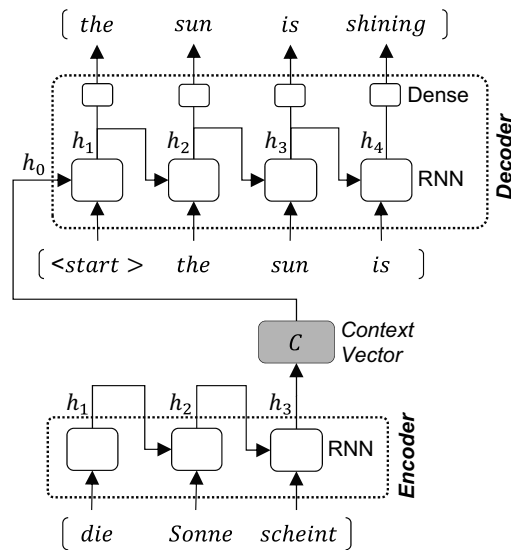 [ the sun is shining ]
Dense
h₁ h₂ h₃ h₄
h₀
RNN
Decoder
[ <start> the sun is ]
C
Context
Vector
h₁ h₂ h₃
RNN
Encoder
[ die Sonne scheint ]